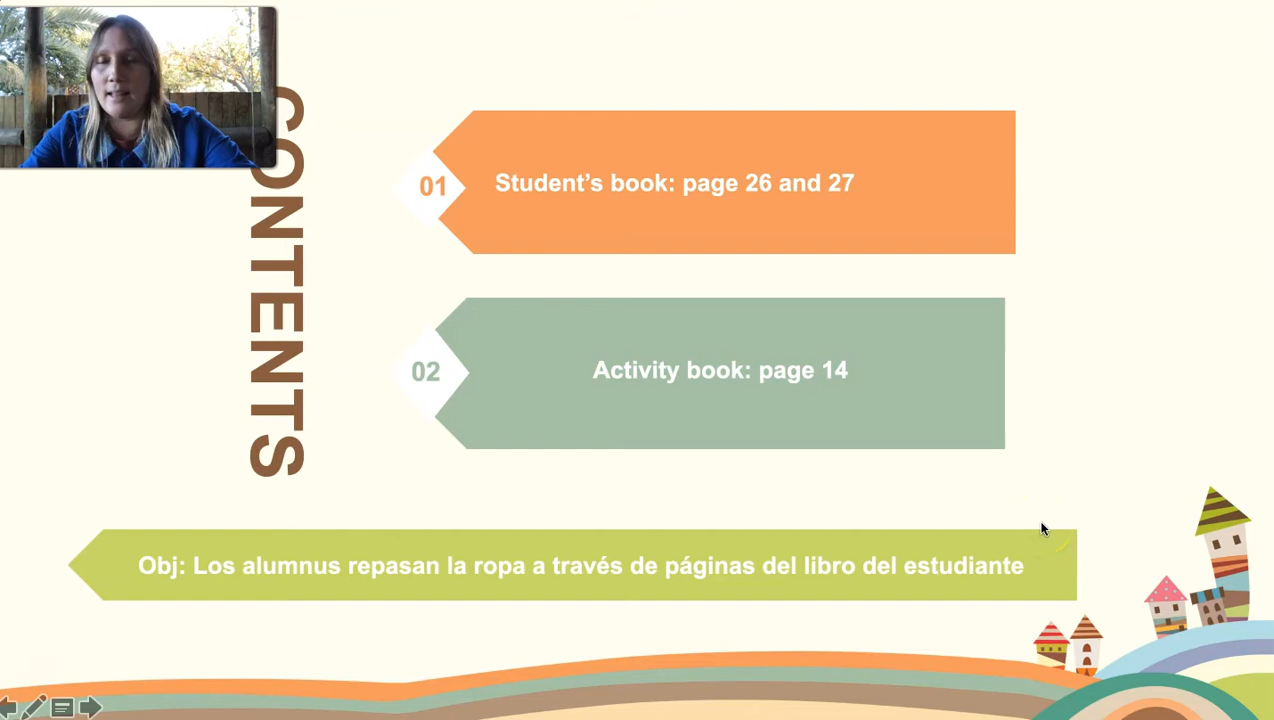 CONTENTS
01
Student’s book: page 26 and 27
02
Activity book: page 14
Obj: Los alumnus repasan la ropa a través de páginas del libro del estudiante